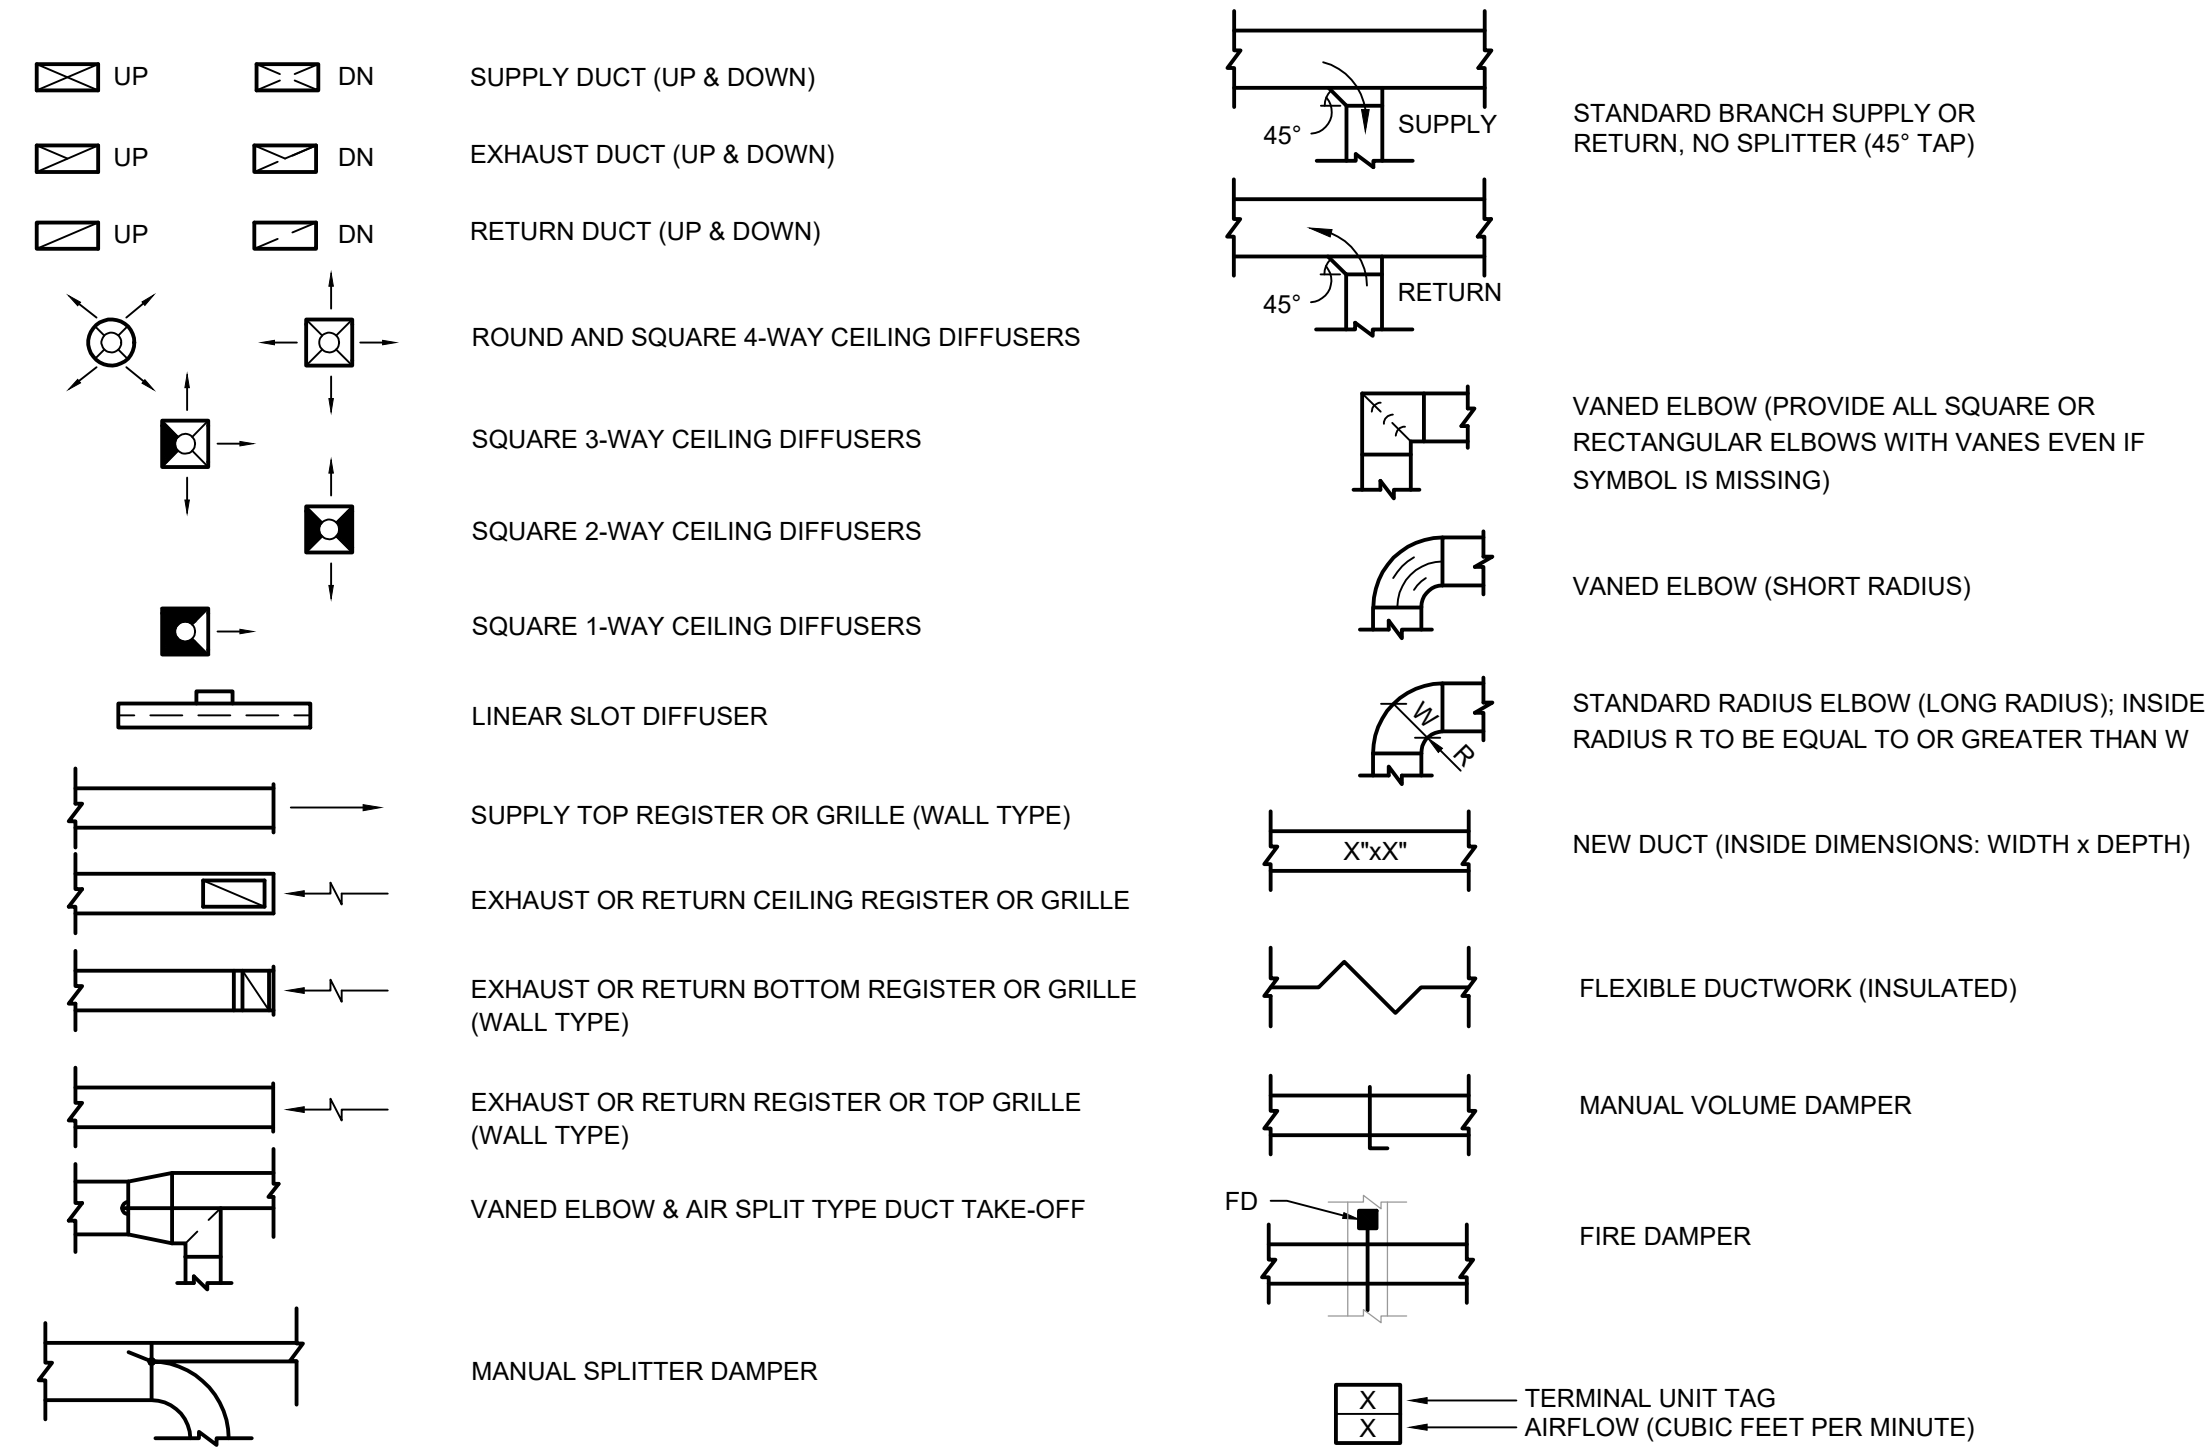 UP DN SUPPLY DUCT (UP & DOWN)
UP DN EXHAUST DUCT (UP & DOWN)
UP DN RETURN DUCT (UP & DOWN)
ROUND AND SQUARE 4-WAY CEILING DIFFUSERS
SQUARE 3-WAY CEILING DIFFUSERS
SQUARE 2-WAY CEILING DIFFUSERS
SQUARE 1-WAY CEILING DIFFUSERS
LINEAR SLOT DIFFUSER
SUPPLY TOP REGISTER OR GRILLE (WALL TYPE)
EXHAUST OR RETURN CEILING REGISTER OR GRILLE
EXHAUST OR RETURN BOTTOM REGISTER OR GRILLE
(WALL TYPE)
EXHAUST OR RETURN REGISTER OR TOP GRILLE
(WALL TYPE)
VANED ELBOW & AIR SPLIT TYPE DUCT TAKE-OFF
MANUAL SPLITTER DAMPER
45° SUPPLY
STANDARD BRANCH SUPPLY OR
RETURN, NO SPLITTER (45° TAP)
45° RETURN
VANED ELBOW (PROVIDE ALL SQUARE OR
RECTANGULAR ELBOWS WITH VANES EVEN IF
SYMBOL IS MISSING)
VANED ELBOW (SHORT RADIUS)
W
R
STANDARD RADIUS ELBOW (LONG RADIUS); INSIDE
RADIUS R TO BE EQUAL TO OR GREATER THAN W
X"xX" NEW DUCT (INSIDE DIMENSIONS: WIDTH x DEPTH)
FLEXIBLE DUCTWORK (INSULATED)
MANUAL VOLUME DAMPER
FD
FIRE DAMPER
X TERMINAL UNIT TAG
X AIRFLOW (CUBIC FEET PER MINUTE)